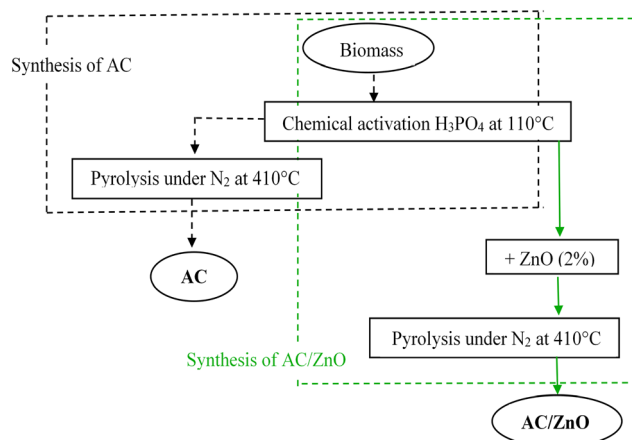 Synthesis of AC
Biomass
Chemical activation H₃PO₄ at 110°C
Pyrolysis under N₂ at 410°C
AC
+ ZnO (2%)
Pyrolysis under N₂ at 410°C
Synthesis of AC/ZnO
AC/ZnO